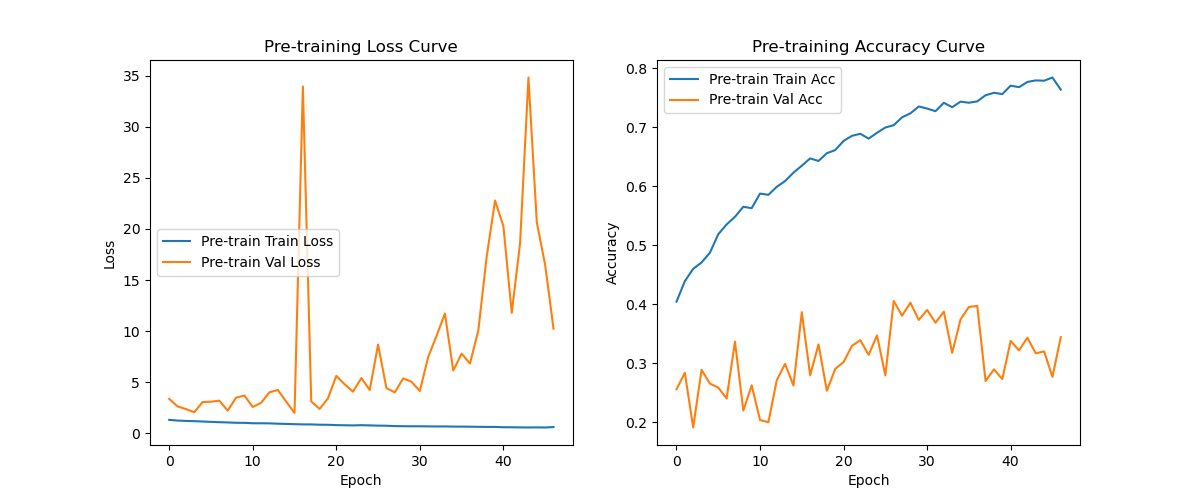 Pre-training Loss Curve
35
30
25
20
15
10
5
0
Loss
Pre-train Train Loss
Pre-train Val Loss
0 10 20 30 40
Epoch
Pre-training Accuracy Curve
0.8
0.7
0.6
0.5
0.4
0.3
0.2
Accuracy
Pre-train Train Acc
Pre-train Val Acc
0 10 20 30 40
Epoch